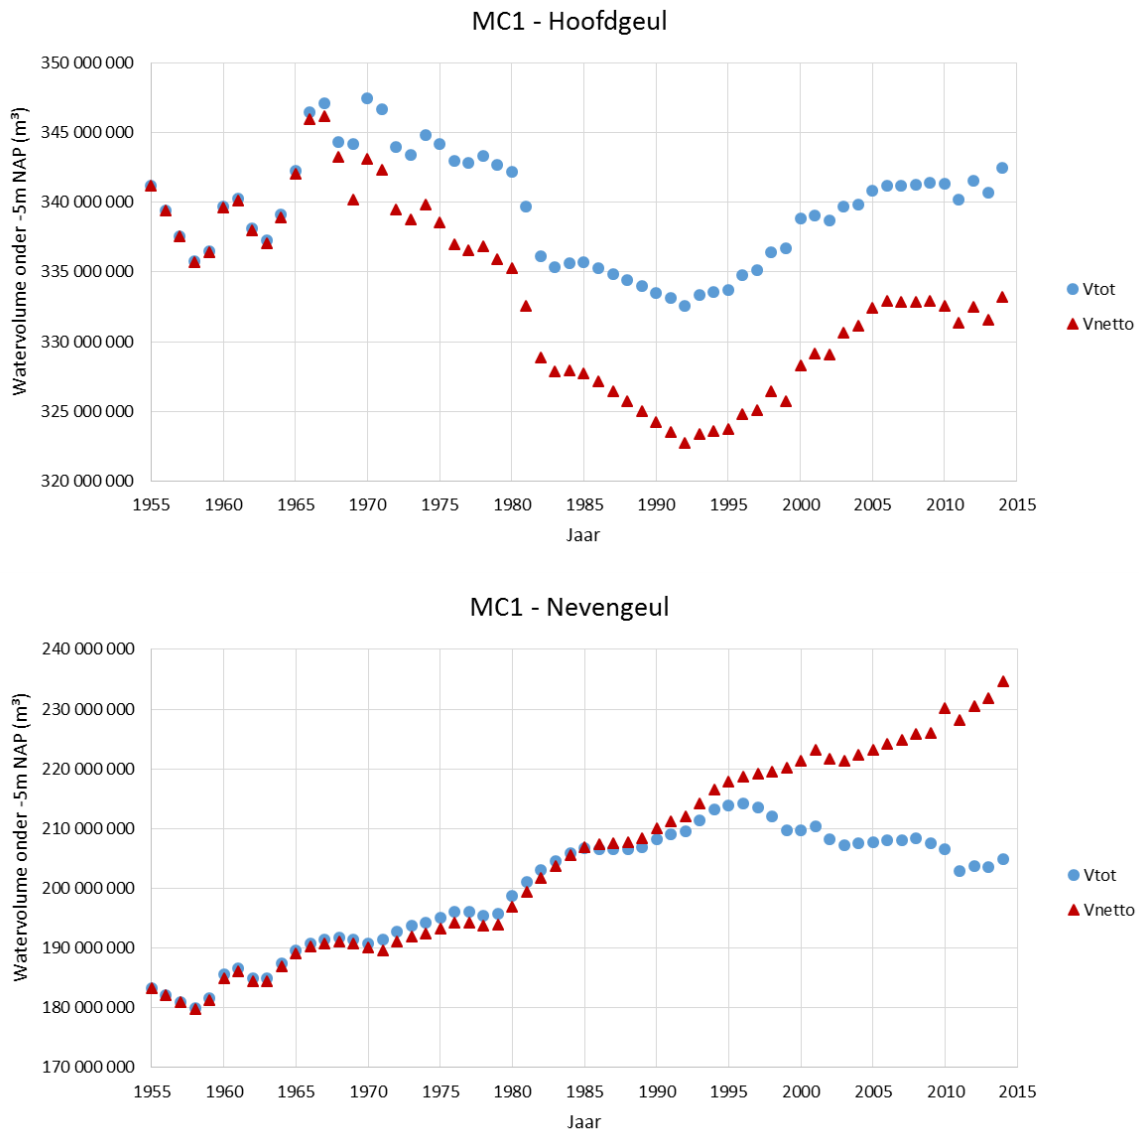 MC1 - Hoofdgeul
Watervolume onder -5m NAP (m³)
350 000 000
345 000 000
340 000 000
335 000 000
330 000 000
325 000 000
320 000 000
1955 1960 1965 1970 1975 1980 1985 1990 1995 2000 2005 2010 2015
Jaar
Vtot
Vnetto
MC1 - Nevengeul
Watervolume onder -5m NAP (m³)
240 000 000
230 000 000
220 000 000
210 000 000
200 000 000
190 000 000
180 000 000
170 000 000
1955 1960 1965 1970 1975 1980 1985 1990 1995 2000 2005 2010 2015
Jaar
Vtot
Vnetto